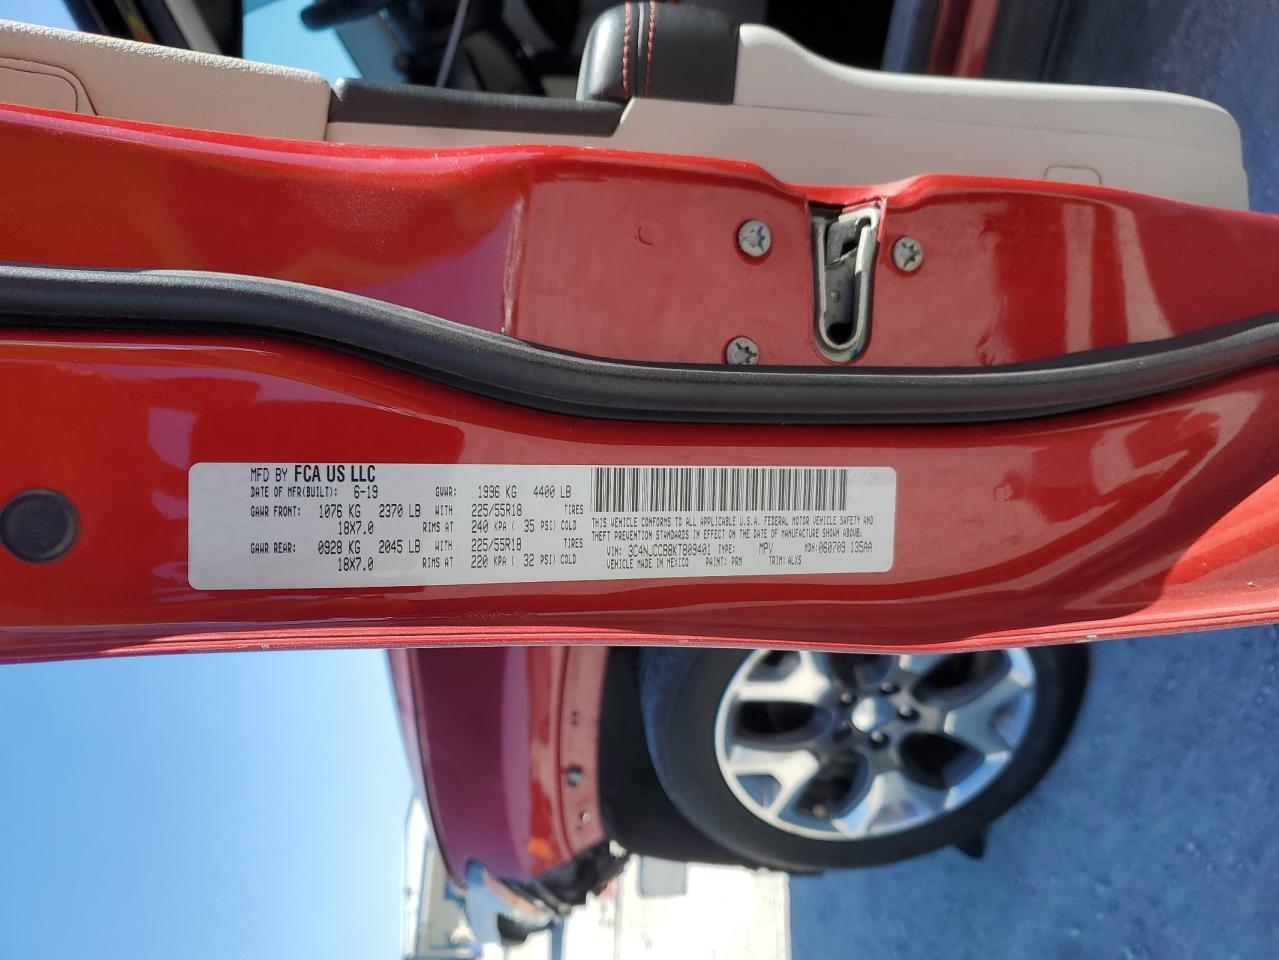 MFD BY FCA US LLC
DATE OF MFR(BUILT): 6-19 GVWR: 1996 KG 4400 LB
GAWR FRONT: 1076 KG 2370 LB WITH 225/55R18 TIRES
18X7.0 RIMS AT 240 KPA ( 35 PSI) COLD
GAWR REAR: 0928 KG 2045 LB WITH 225/55R18 TIRES
18X7.0 RIMS AT 220 KPA ( 32 PSI) COLD
THIS VEHICLE CONFORMS TO ALL APPLICABLE U.S.A. FEDERAL MOTOR VEHICLE SAFETY AND
THEFT PREVENTION STANDARDS IN EFFECT ON THE DATE OF MANUFACTURE SHOWN ABOVE.
VIN: 3C4NJCCB8KT809401 TYPE: MPV MDH: 060709 135AA
VEHICLE MADE IN MEXICO PAINT: PRM TRIM: ALXS